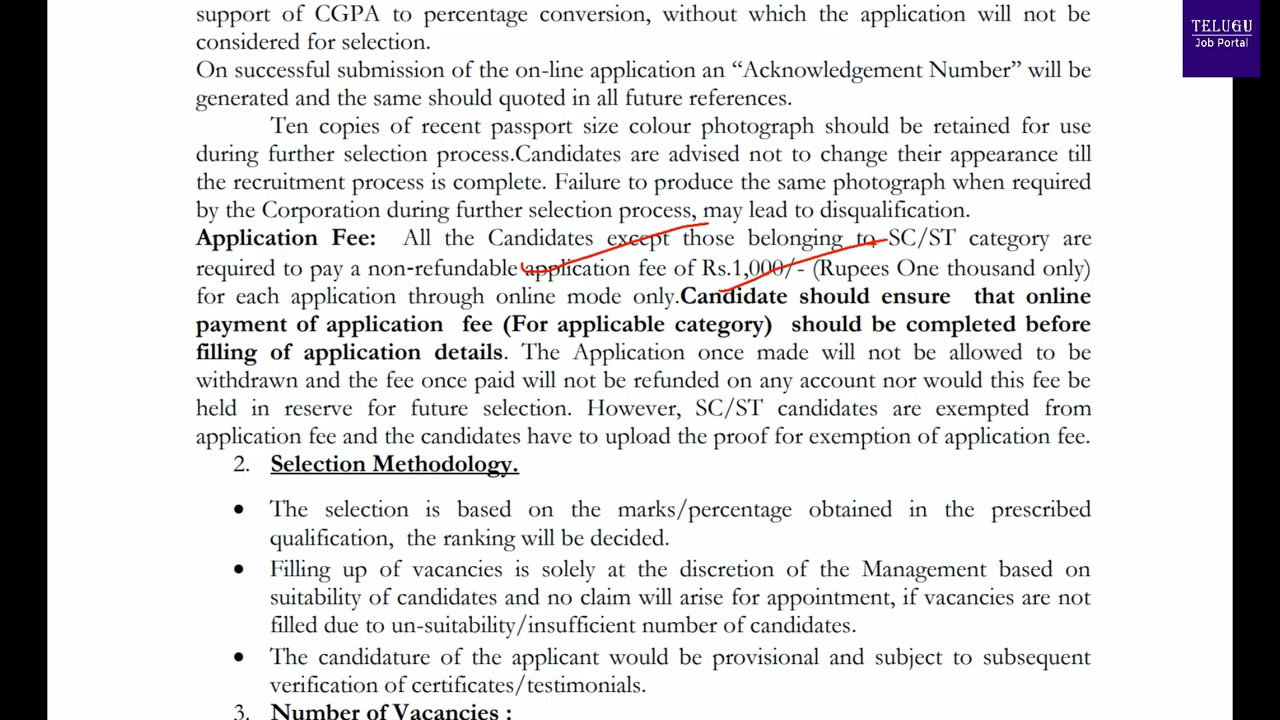 support of CGPA to percentage conversion, without which the application will not be
considered for selection.
On successful submission of the on-line application an “Acknowledgement Number” will be
generated and the same should quoted in all future references.
Ten copies of recent passport size colour photograph should be retained for use
during further selection process.Candidates are advised not to change their appearance till
the recruitment process is complete. Failure to produce the same photograph when required
by the Corporation during further selection process, may lead to disqualification.
Application Fee: All the Candidates except those belonging to SC/ST category are
required to pay a non-refundable application fee of Rs.1,000/- (Rupees One thousand only)
for each application through online mode only.Candidate should ensure that online
payment of application fee (For applicable category) should be completed before
filling of application details. The Application once made will not be allowed to be
withdrawn and the fee once paid will not be refunded on any account nor would this fee be
held in reserve for future selection. However, SC/ST candidates are exempted from
application fee and the candidates have to upload the proof for exemption of application fee.
2. Selection Methodology.
• The selection is based on the marks/percentage obtained in the prescribed
qualification, the ranking will be decided.
• Filling up of vacancies is solely at the discretion of the Management based on
suitability of candidates and no claim will arise for appointment, if vacancies are not
filled due to un-suitability/insufficient number of candidates.
• The candidature of the applicant would be provisional and subject to subsequent
verification of certificates/testimonials.
3. Number of Vacancies :
TELUGU
Job Portal